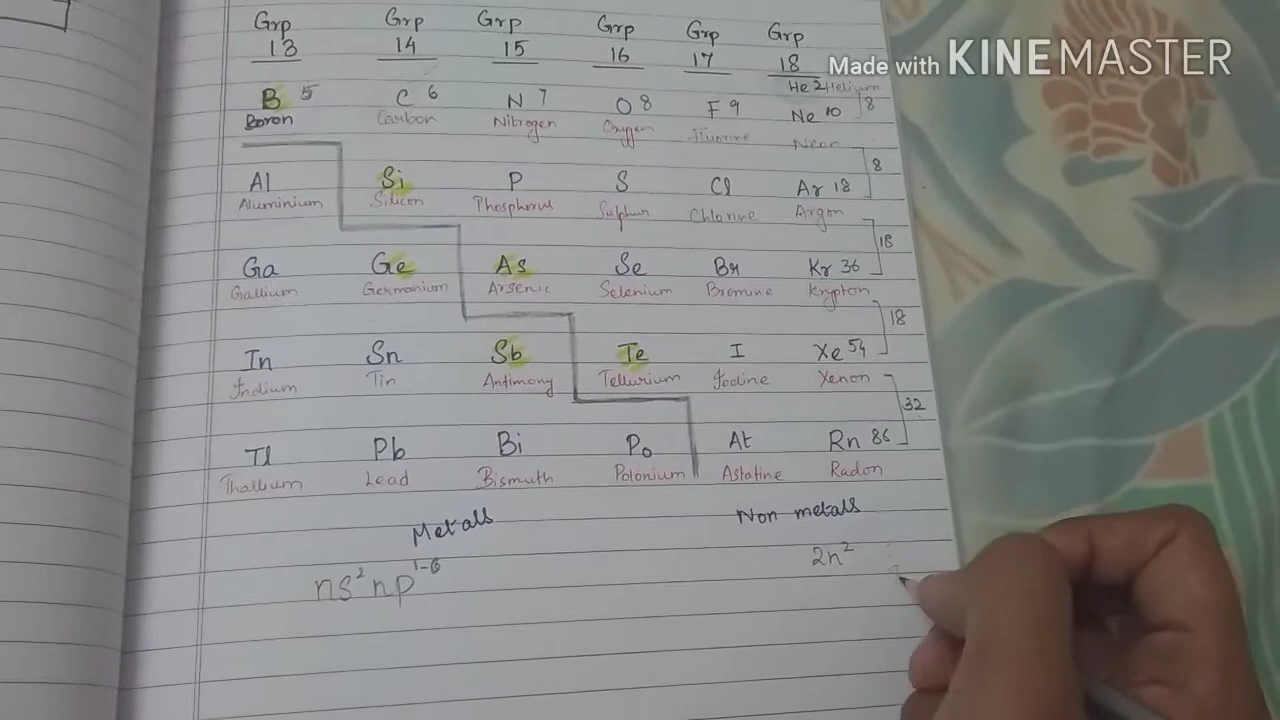 Grp Grp Grp Grp Grp Grp
13 14 15 16 17 18
Made with KINEMASTER
He 2 Helium
B 5 C 6 N 7 O 8 F 9 Ne 10 8
Boron Carbon Nitrogen Oxygen Fluorine Neon
Al Si P S Cl Ar 18 8
Aluminium Silicon Phosphorus Sulphur Chlorine Argon
Ga Ge As Se Br Kr 36 18
Gallium Germanium Arsenic Selenium Bromine Krypton
In Sn Sb Te I Xe 54 18
Indium Tin Antimony Tellurium Iodine Xenon
Tl Pb Bi Po At Rn 86 32
Thallium Lead Bismuth Polonium Astatine Radon
Metals Non metals
ns² np¹⁻⁶ 2n²